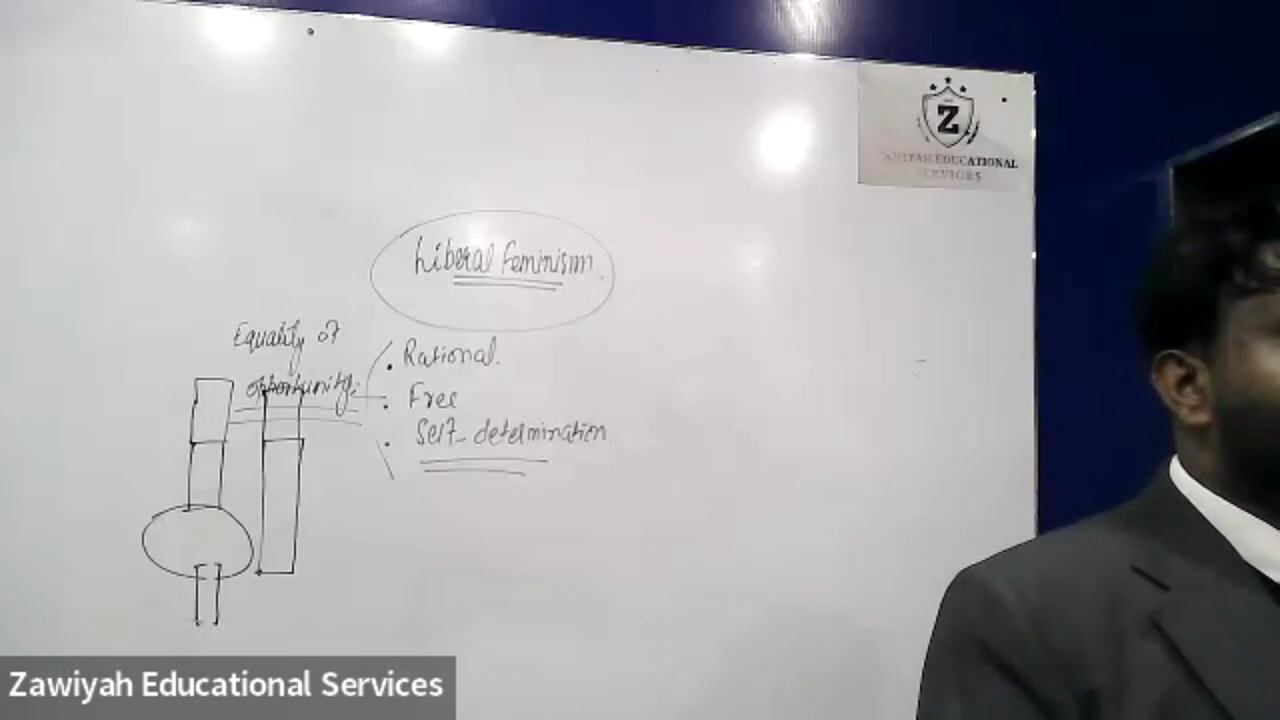 Z
ZAWIYAH EDUCATIONAL
SERVICES
Liberal feminism
Equality of
opportunity
Rational.
Free
Self-determination
Zawiyah Educational Services